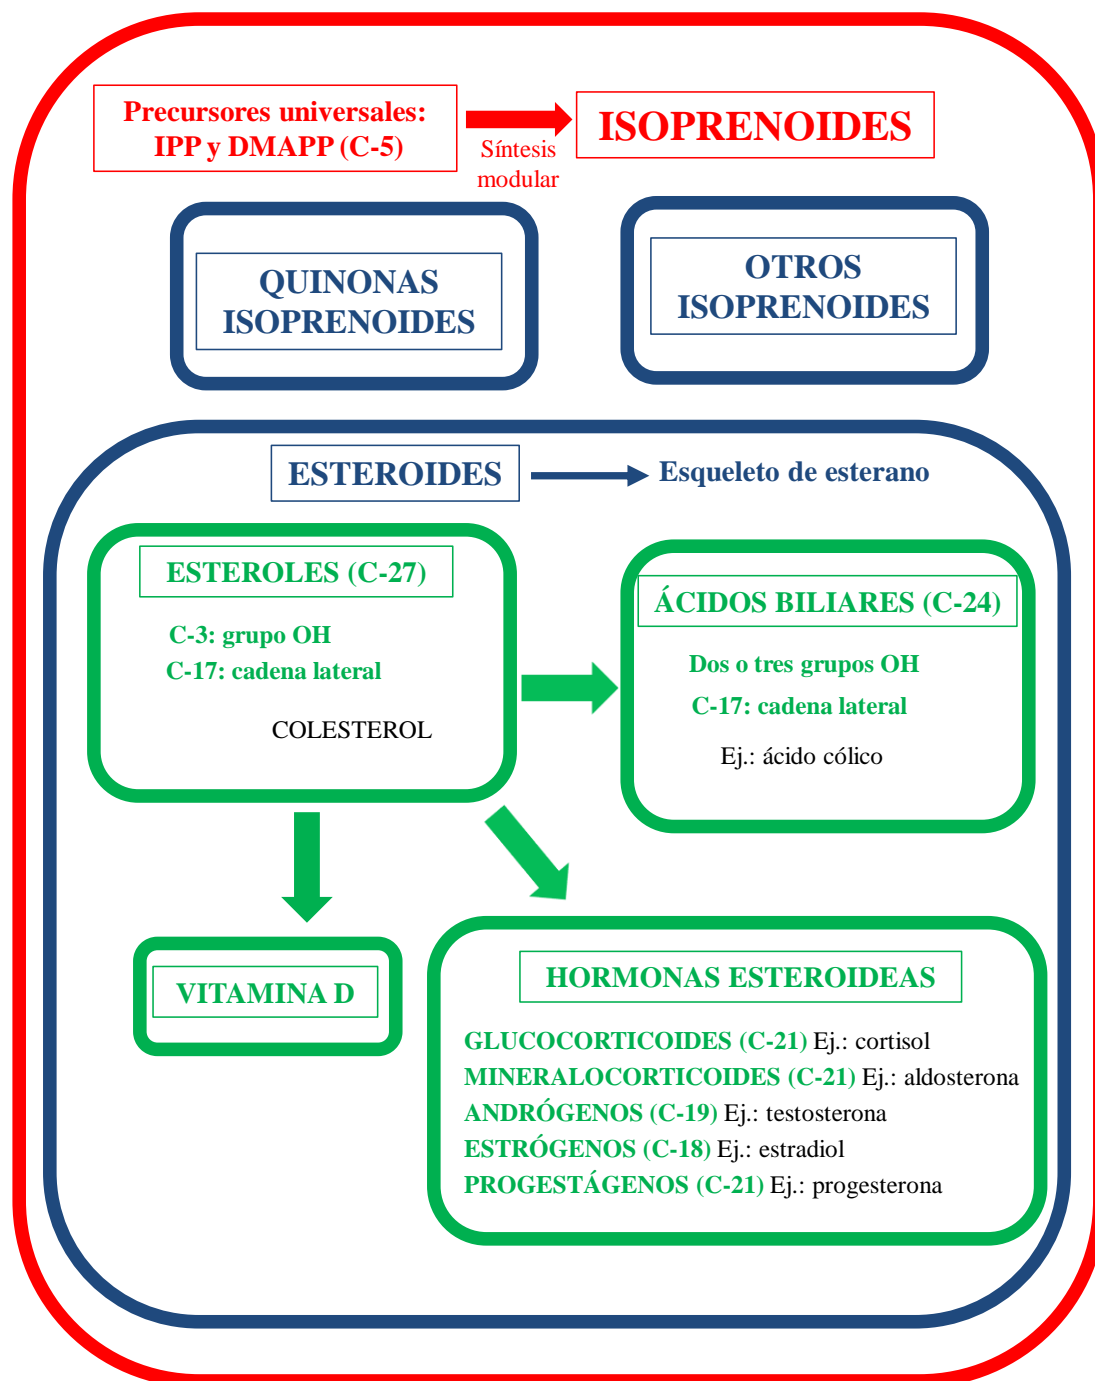 Precursores universales:
IPP y DMAPP (C-5)
Síntesis
modular
ISOPRENOIDES
QUINONAS
ISOPRENOIDES
OTROS
ISOPRENOIDES
ESTEROIDES
Esqueleto de esterano
ESTEROLES (C-27)
C-3: grupo OH
C-17: cadena lateral
COLESTEROL
ÁCIDOS BILIARES (C-24)
Dos o tres grupos OH
C-17: cadena lateral
Ej.: ácido cólico
VITAMINA D
HORMONAS ESTEROIDEAS
GLUCOCORTICOIDES (C-21) Ej.: cortisol
MINERALOCORTICOIDES (C-21) Ej.: aldosterona
ANDRÓGENOS (C-19) Ej.: testosterona
ESTRÓGENOS (C-18) Ej.: estradiol
PROGESTÁGENOS (C-21) Ej.: progesterona